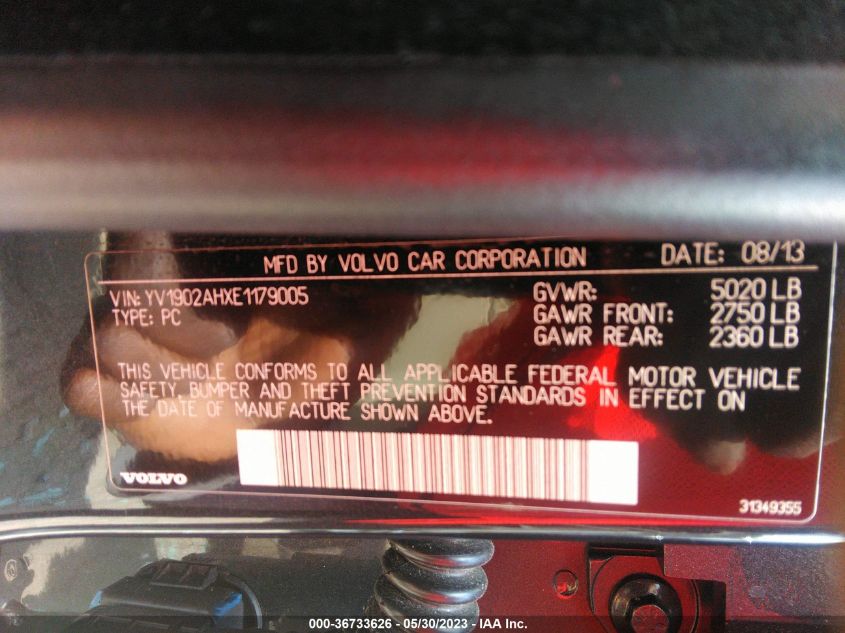 MFD BY VOLVO CAR CORPORATION DATE: 08/13
VIN: YV1902AHXE1179005 GVWR: 5020 LB
TYPE: PC GAWR FRONT: 2750 LB
GAWR REAR: 2360 LB
THIS VEHICLE CONFORMS TO ALL APPLICABLE FEDERAL MOTOR VEHICLE
SAFETY, BUMPER AND THEFT PREVENTION STANDARDS IN EFFECT ON
THE DATE OF MANUFACTURE SHOWN ABOVE.
VOLVO
31349355
000-36733626 - 05/30/2023 - IAA Inc.